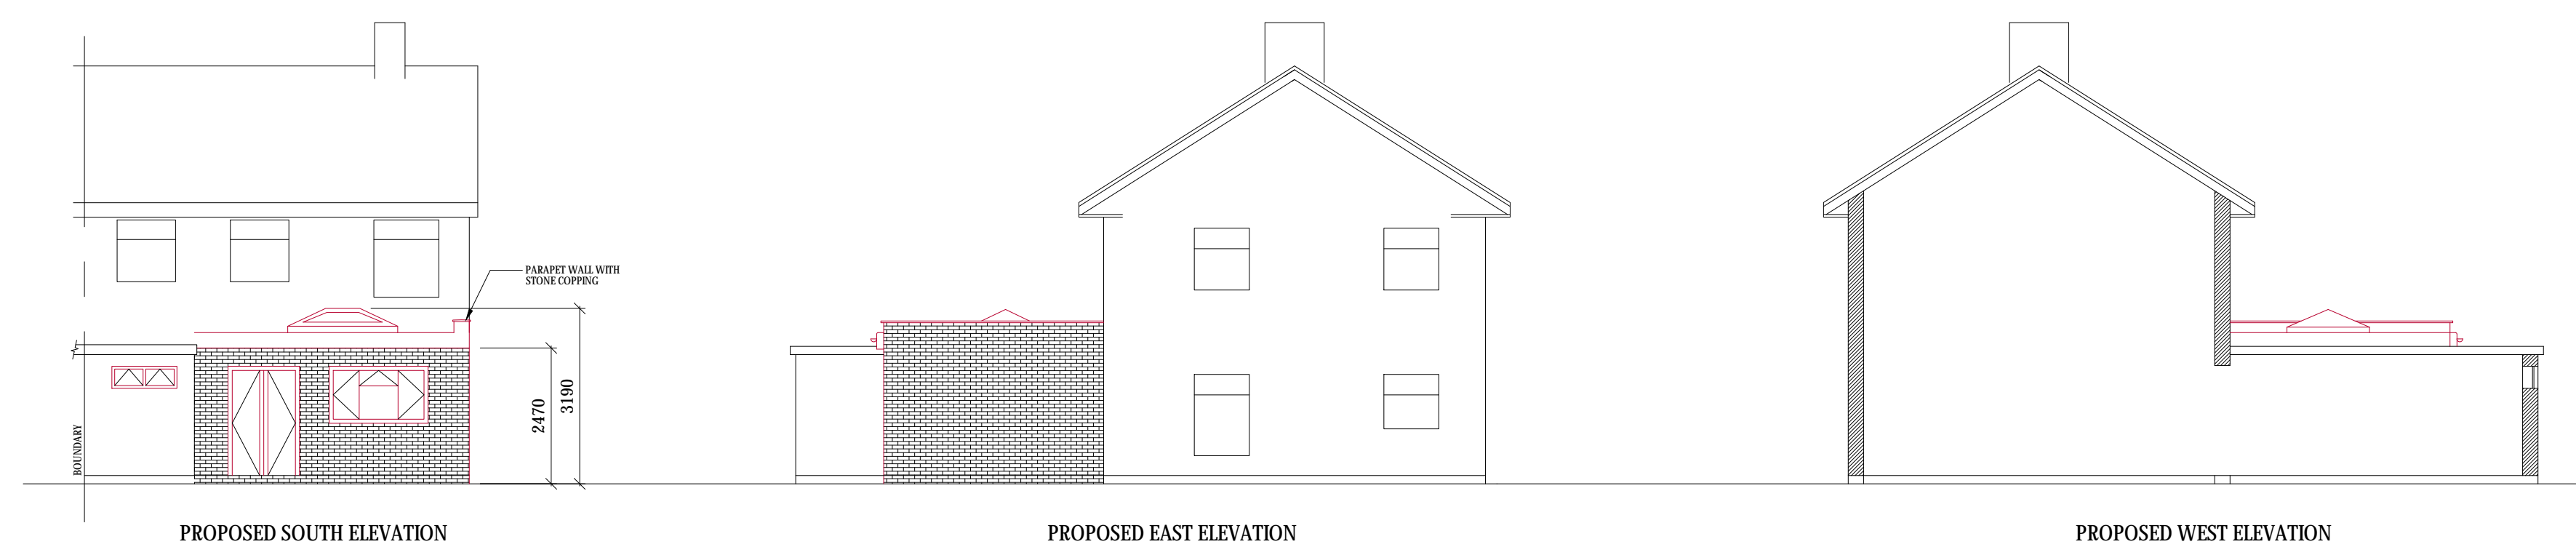 PARAPET WALL WITH
STONE COPPING
2470
3190
BOUNDARY
PROPOSED SOUTH ELEVATION
PROPOSED EAST ELEVATION
PROPOSED WEST ELEVATION